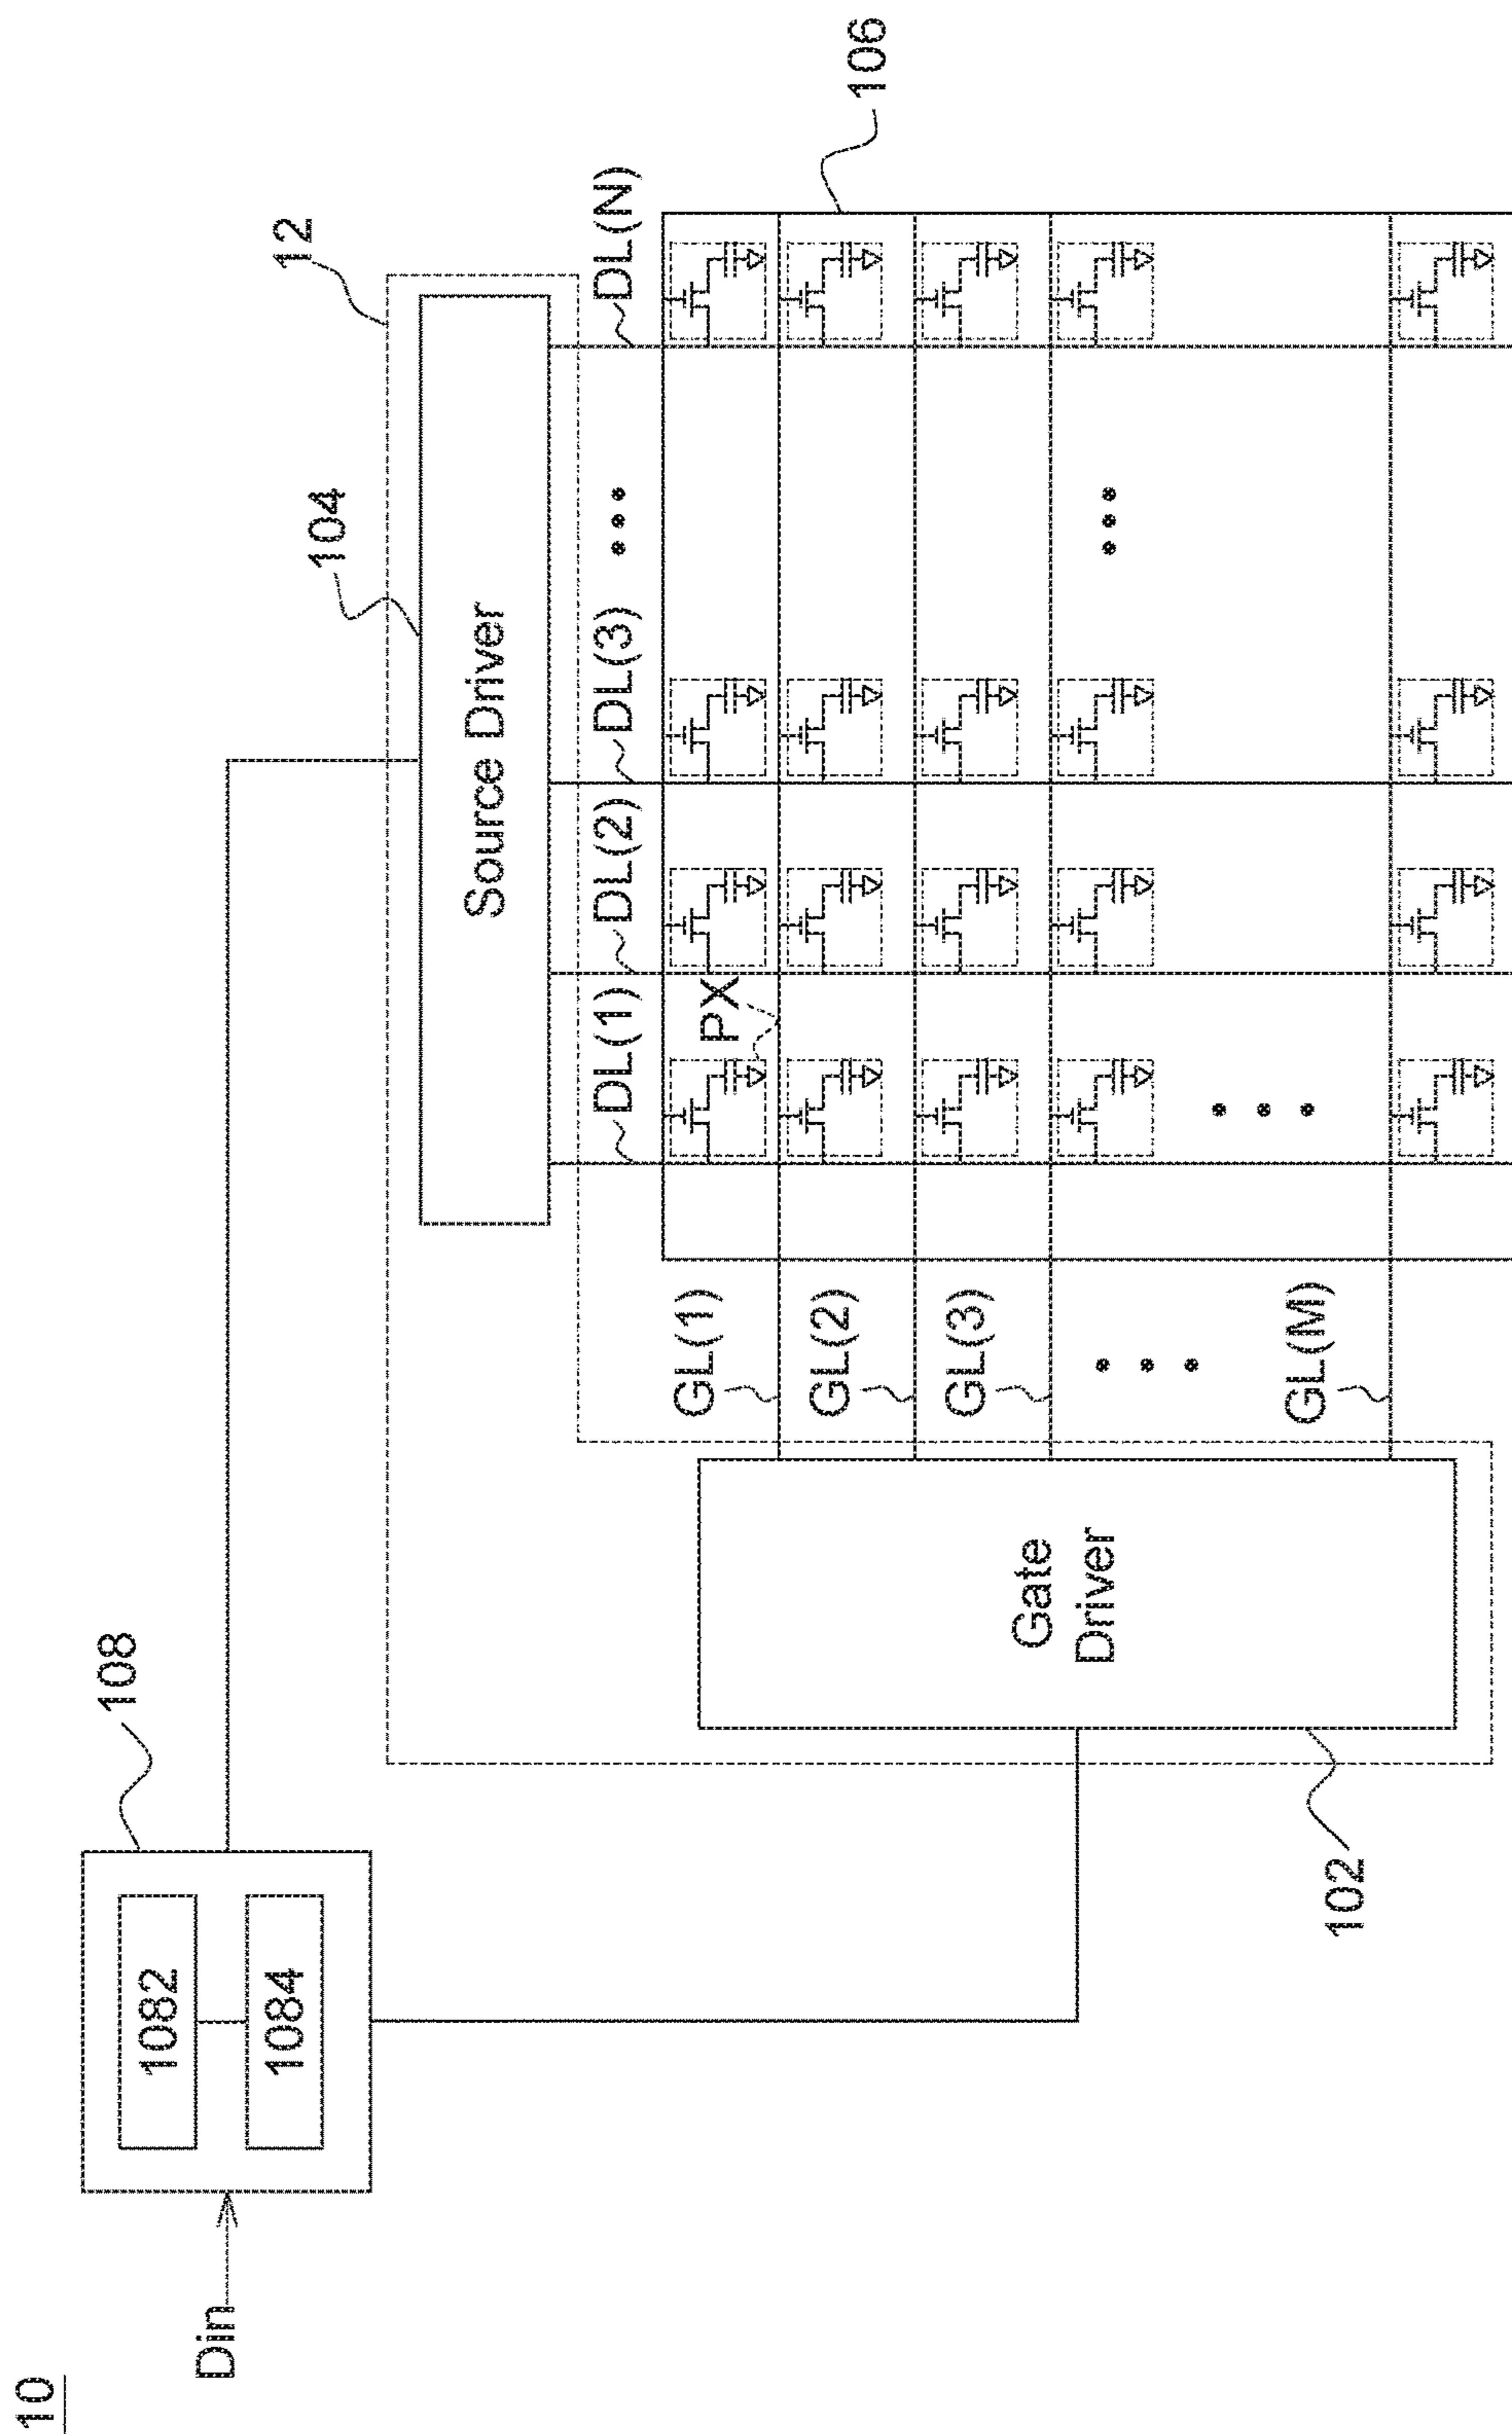 10
Din
1082
1084
108
12
104
Source Driver
DL(1)
DL(2)
DL(3)
DL(N)
PX
106
GL(1)
GL(2)
GL(3)
GL(M)
Gate
Driver
102